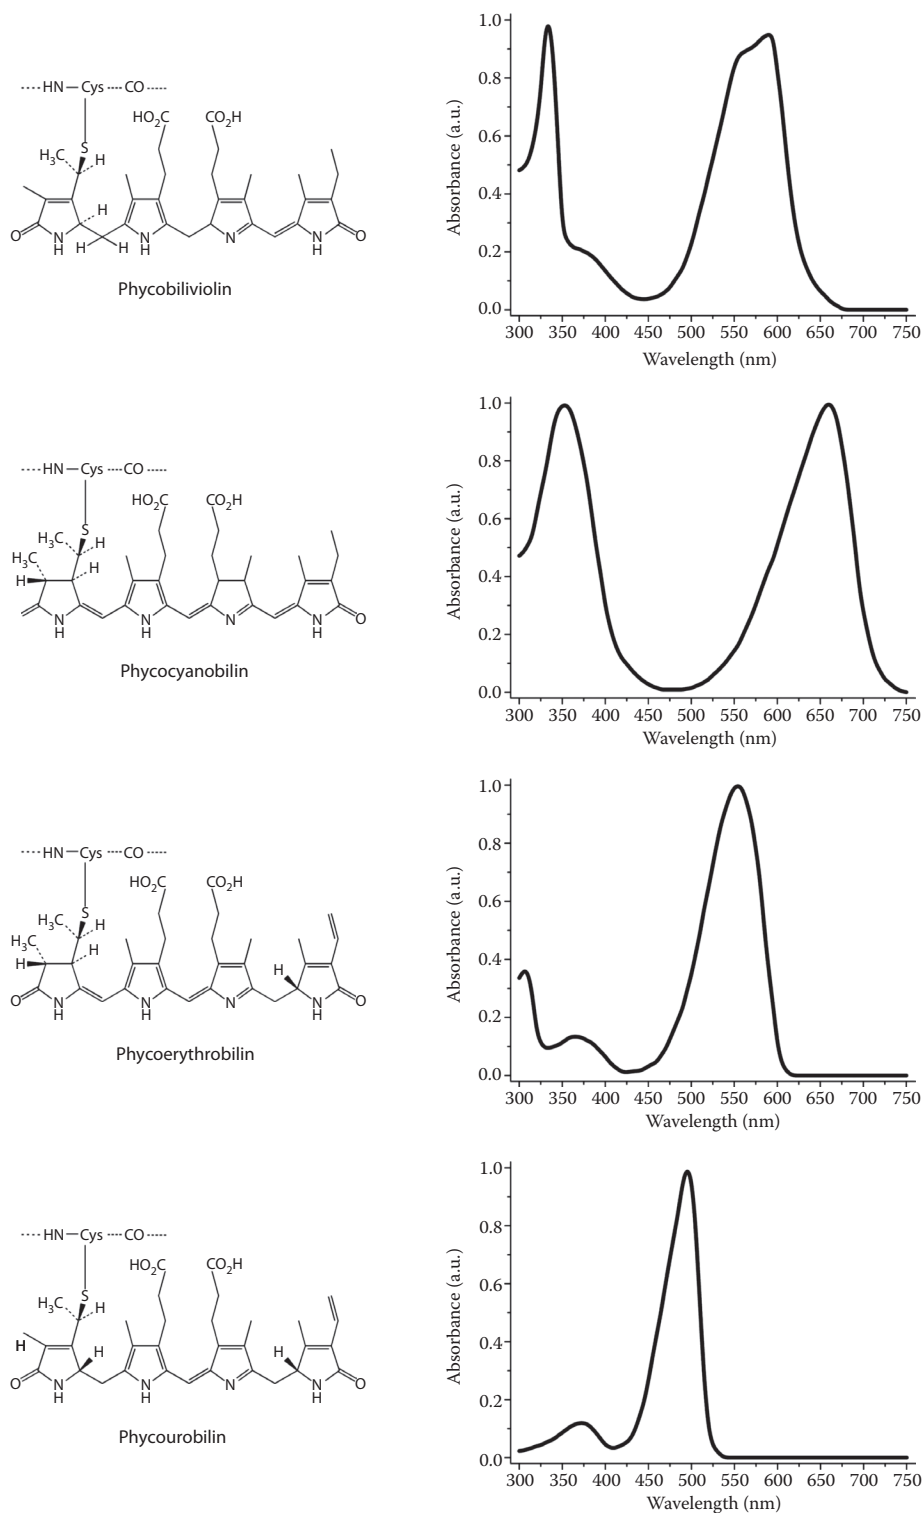 ···· HN — Cys ---- CO ·····
HO2C CO2H
S
H3C H
H
O N H H H N H N N H O
Phycobiliviolin
Absorbance (a.u.)
1.0
0.8
0.6
0.4
0.2
0.0
300 350 400 450 500 550 600 650 700 750
Wavelength (nm)
···· HN — Cys ---- CO ·····
HO2C CO2H
S
H3C H
H3C
H H
N H N H N N H O
Phycocyanobilin
Absorbance (a.u.)
1.0
0.8
0.6
0.4
0.2
0.0
300 350 400 450 500 550 600 650 700 750
Wavelength (nm)
···· HN — Cys ---- CO ·····
HO2C CO2H
S
H3C H
H3C H
H H
O N H N H N N H O
Phycoerythrobilin
Absorbance (a.u.)
1.0
0.8
0.6
0.4
0.2
0.0
300 350 400 450 500 550 600 650 700 750
Wavelength (nm)
···· HN — Cys ---- CO ·····
HO2C CO2H
S
H3C H
H H H
O N H N H N N H O
Phycourobilin
Absorbance (a.u.)
1.0
0.8
0.6
0.4
0.2
0.0
300 350 400 450 500 550 600 650 700 750
Wavelength (nm)